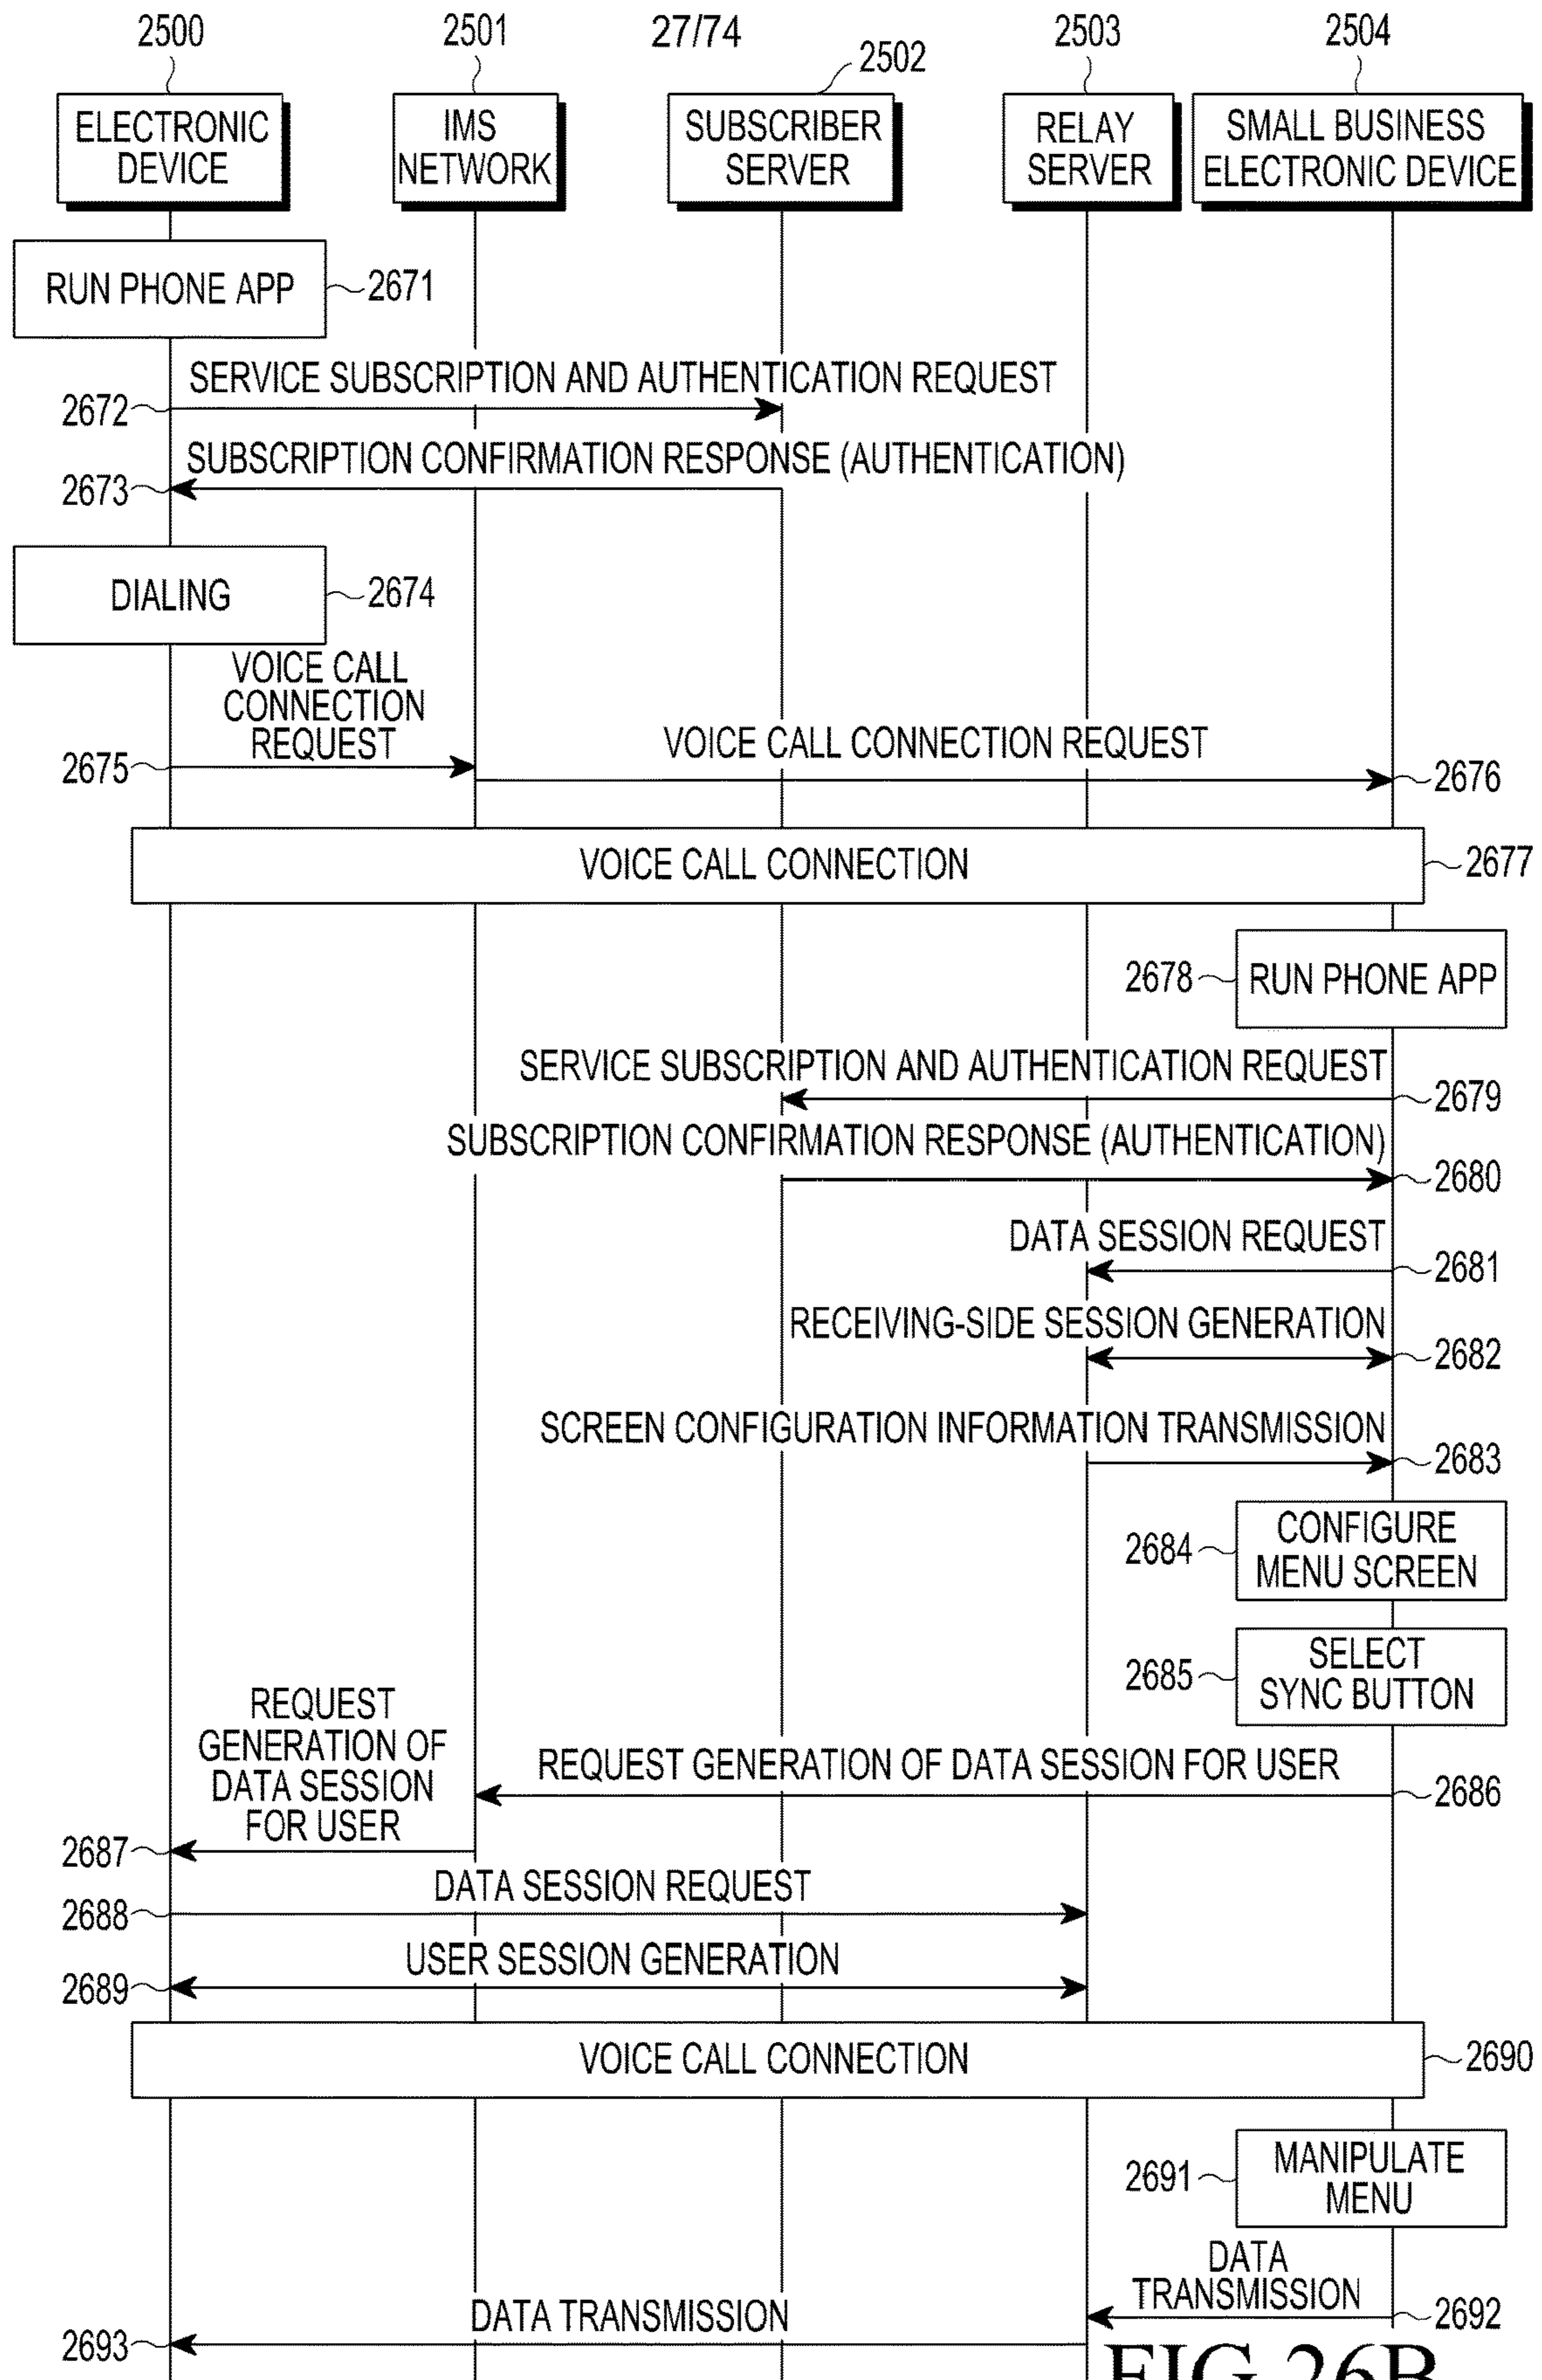 2500
2501
27/74
2502
2503
2504
ELECTRONIC
DEVICE
IMS
NETWORK
SUBSCRIBER
SERVER
RELAY
SERVER
SMALL BUSINESS
ELECTRONIC DEVICE
RUN PHONE APP
2671
SERVICE SUBSCRIPTION AND AUTHENTICATION REQUEST
2672
SUBSCRIPTION CONFIRMATION RESPONSE (AUTHENTICATION)
2673
DIALING
2674
VOICE CALL
CONNECTION
REQUEST
2675
VOICE CALL CONNECTION REQUEST
2676
VOICE CALL CONNECTION
2677
2678
RUN PHONE APP
SERVICE SUBSCRIPTION AND AUTHENTICATION REQUEST
2679
SUBSCRIPTION CONFIRMATION RESPONSE (AUTHENTICATION)
2680
DATA SESSION REQUEST
2681
RECEIVING-SIDE SESSION GENERATION
2682
SCREEN CONFIGURATION INFORMATION TRANSMISSION
2683
2684
CONFIGURE
MENU SCREEN
2685
SELECT
SYNC BUTTON
REQUEST GENERATION OF DATA SESSION FOR USER
2686
REQUEST
GENERATION OF
DATA SESSION
FOR USER
2687
DATA SESSION REQUEST
2688
USER SESSION GENERATION
2689
VOICE CALL CONNECTION
2690
2691
MANIPULATE
MENU
DATA
TRANSMISSION
2692
DATA TRANSMISSION
2693
FIG.26B